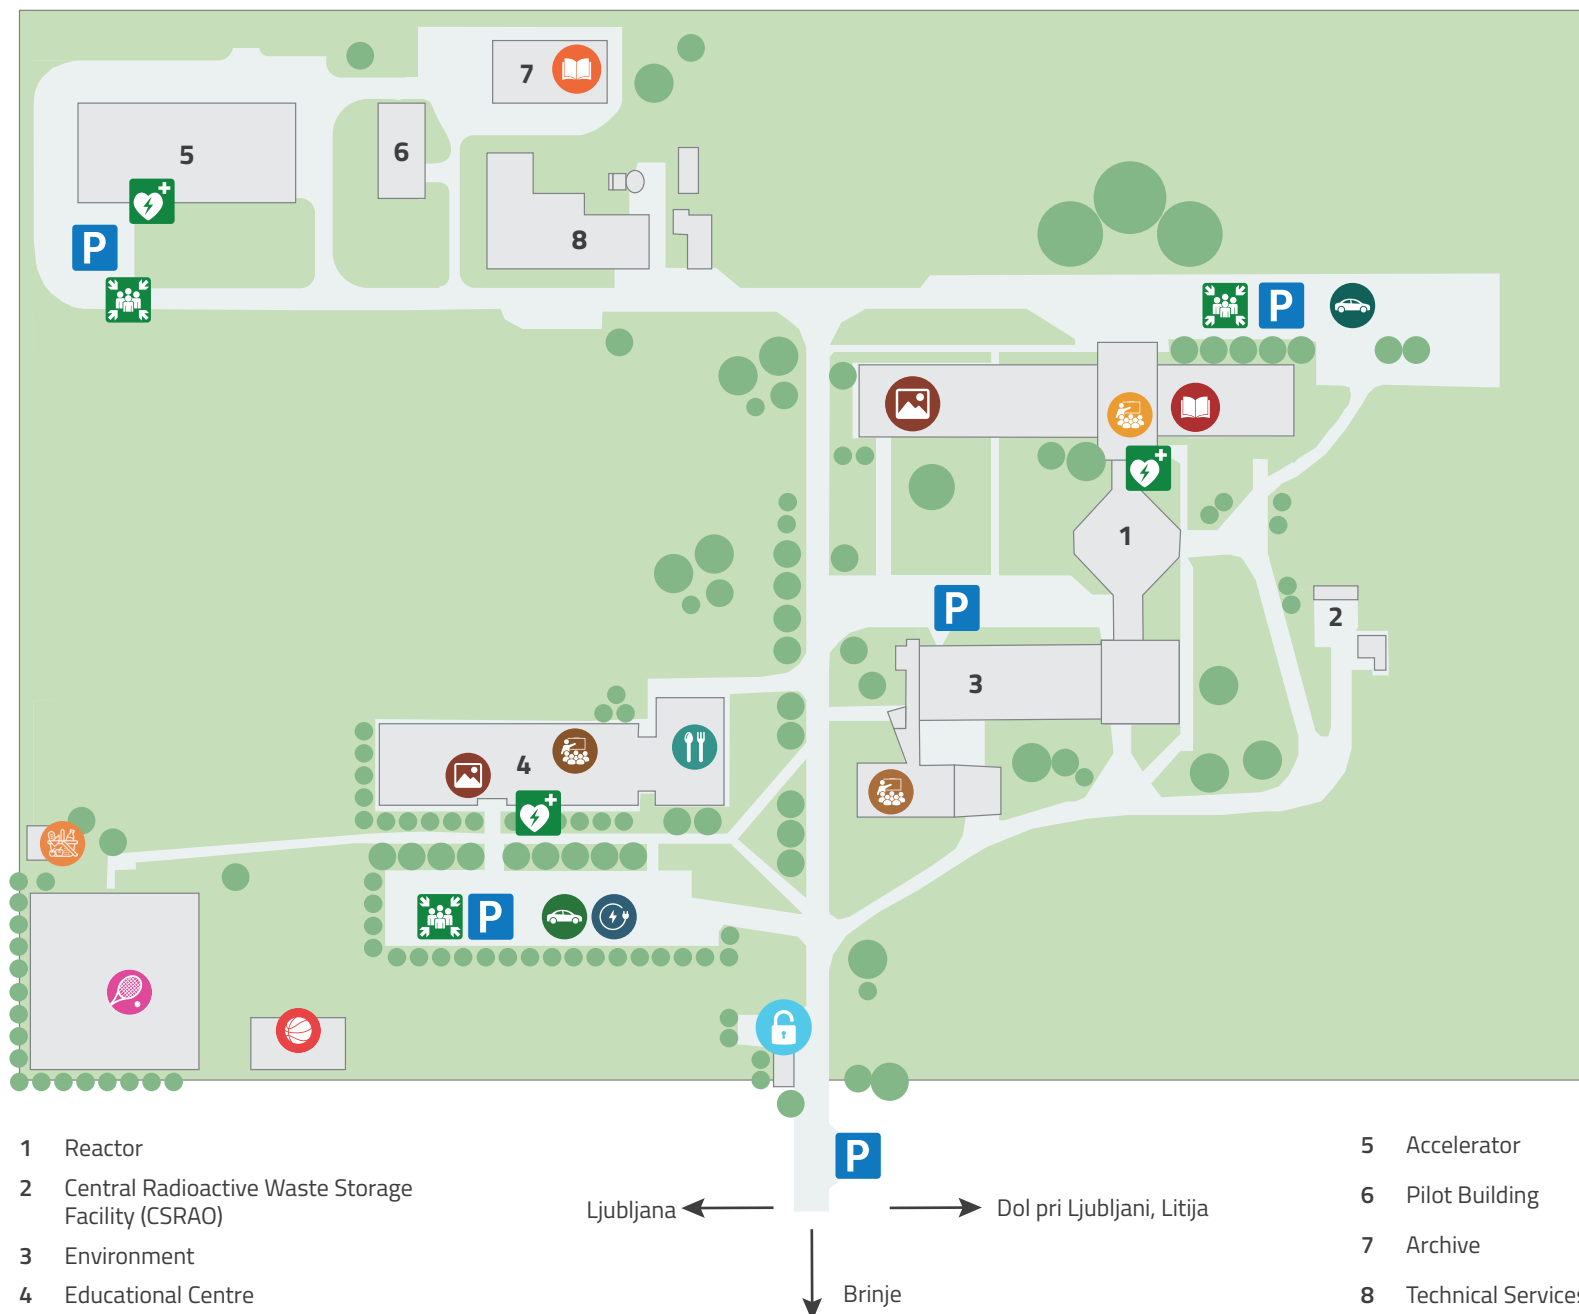 7
5
6
8
P
P
1
P
2
3
4
P
1 Reactor
2 Central Radioactive Waste Storage
Facility (CSRAO)
3 Environment
4 Educational Centre
P
Ljubljana
Dol pri Ljubljani, Litija
Brinje
5 Accelerator
6 Pilot Building
7 Archive
8 Technical Services